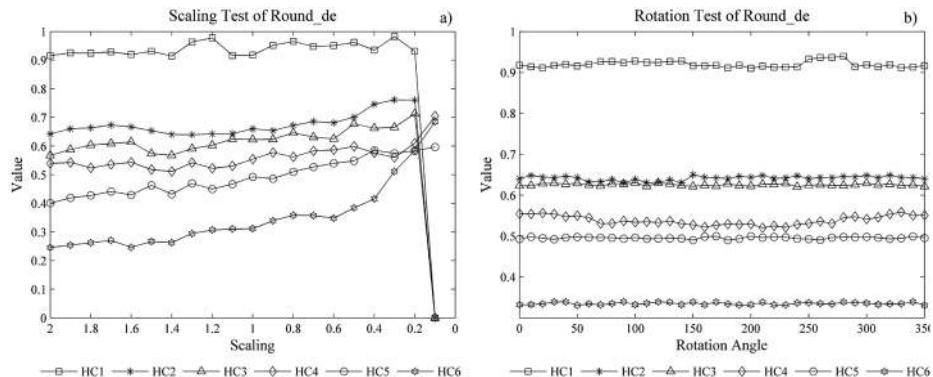 Scaling Test of Round_de
a)
Value
1
0.9
0.8
0.7
0.6
0.5
0.4
0.3
0.2
0.1
0
2 1.8 1.6 1.4 1.2 1 0.8 0.6 0.4 0.2 0
Scaling
HC1 HC2 HC3 HC4 HC5 HC6
Rotation Test of Round_de
b)
Value
1
0.9
0.8
0.7
0.6
0.5
0.4
0 50 100 150 200 250 300 350
Rotation Angle
HC1 HC2 HC3 HC4 HC5 HC6